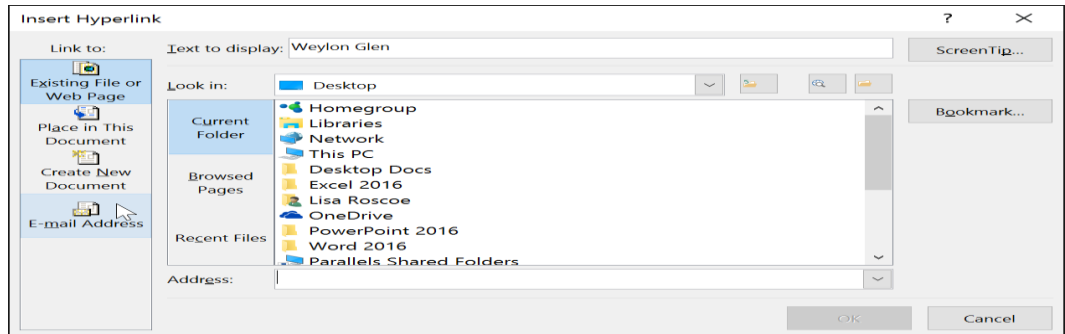 Insert Hyperlink
?
Link to:
Text to display: Weylon Glen
ScreenTip...
Existing File or
Web Page
Look in: Desktop
Place in This
Document
Current
Folder
Homegroup
Libraries
Network
This PC
Desktop Docs
Excel 2016
Lisa Roscoe
OneDrive
PowerPoint 2016
Word 2016
Parallels Shared Folders
Bookmark...
Create New
Document
Browsed
Pages
E-mail Address
Recent Files
Address:
OK
Cancel